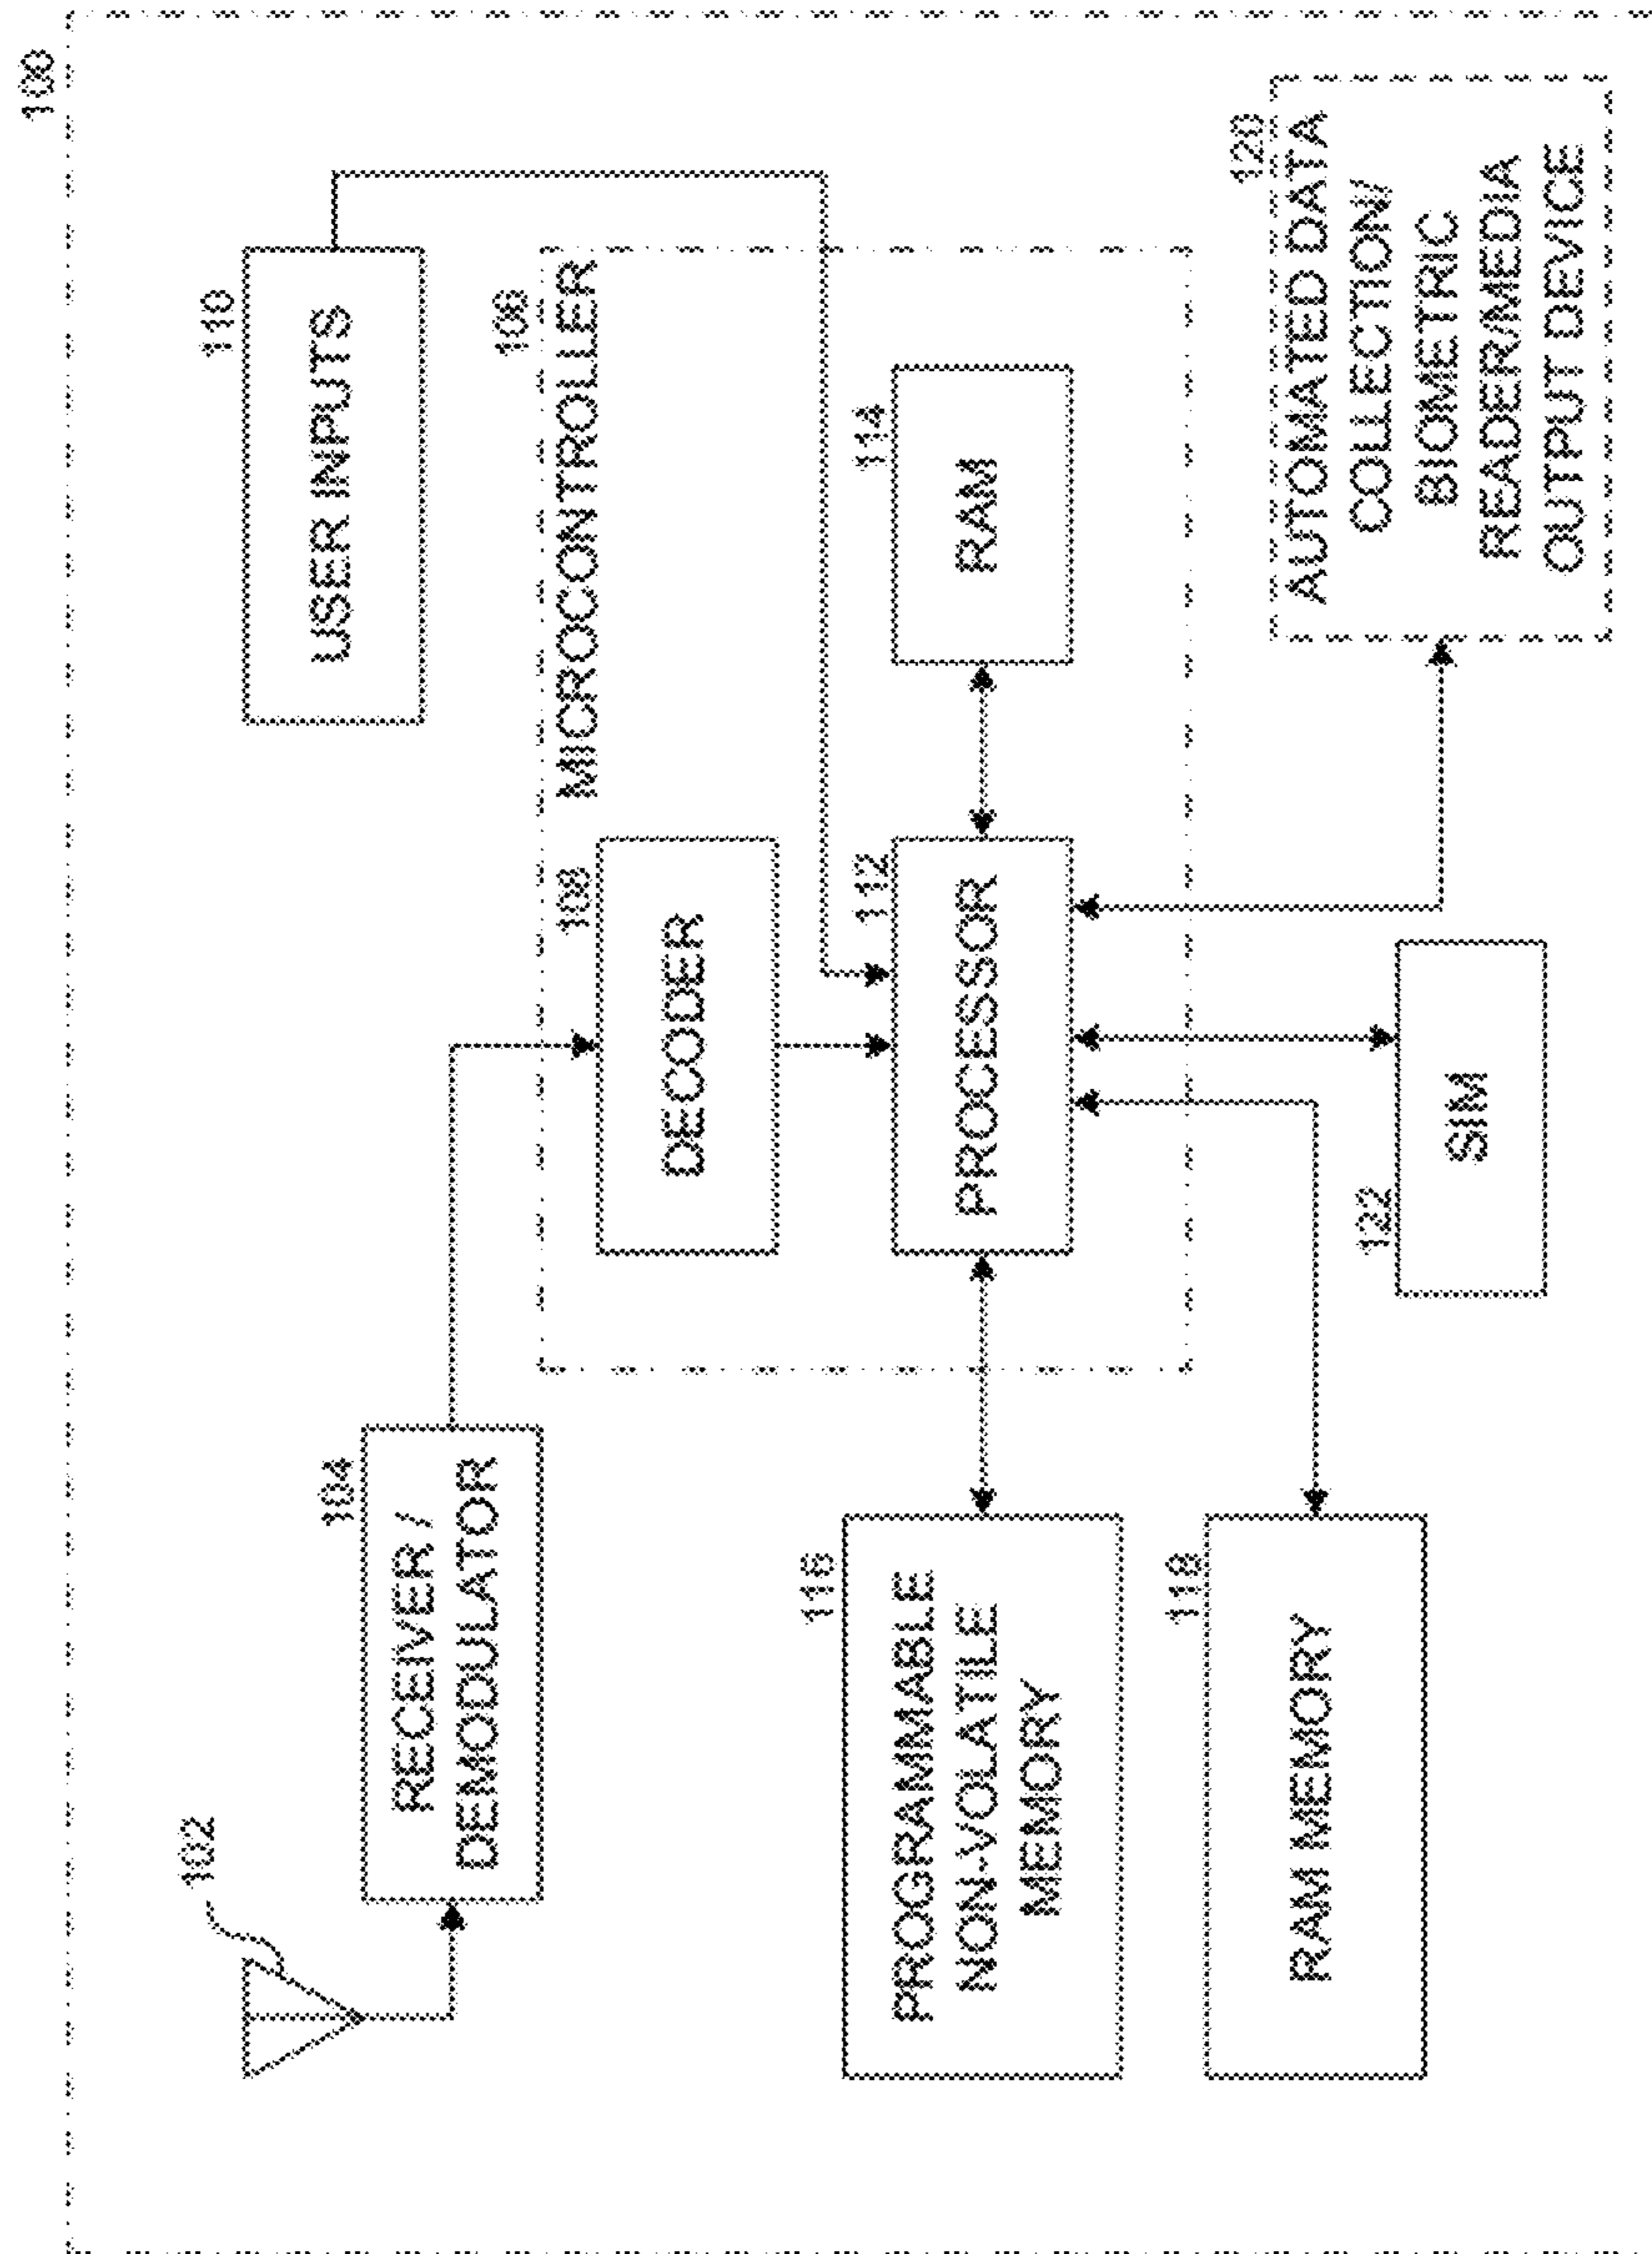 100
102
104
RECEIVER /
DEMODULATOR
110
USER INPUTS
106
MICROCONTROLLER
108
DECODER
112
PROCESSOR
114
RAM
116
PROGRAMMABLE
NON-VOLATILE
MEMORY
118
RAM MEMORY
122
SIM
120
AUTOMATED DATA
COLLECTION/
BIOMETRIC
READER/MEDIA
OUTPUT DEVICE